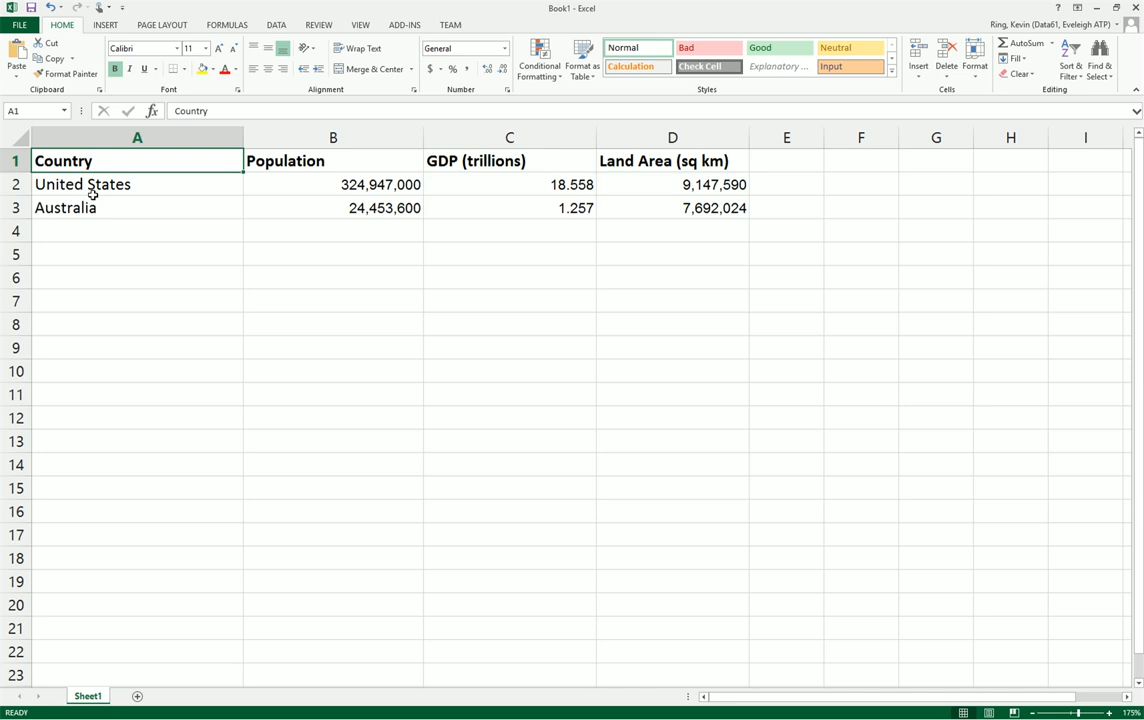 Book1 - Excel
FILE HOME INSERT PAGE LAYOUT FORMULAS DATA REVIEW VIEW ADD-INS TEAM
Ring, Kevin (Data61, Eveleigh ATP)
Paste
Cut
Copy
Format Painter
Clipboard
Calibri 11
B I U
Font
Wrap Text
Merge & Center
Alignment
General
$ % ,
Number
Conditional Formatting
Format as Table
Normal Bad Good Neutral
Calculation Check Cell Explanatory ... Input
Styles
Insert Delete Format
Cells
AutoSum
Fill
Clear
Sort & Filter
Find & Select
Editing
A1 fx Country
A B C D E F G H I
1 Country Population GDP (trillions) Land Area (sq km)
2 United States 324,947,000 18.558 9,147,590
3 Australia 24,453,600 1.257 7,692,024
4
5
6
7
8
9
10
11
12
13
14
15
16
17
18
19
20
21
22
23
Sheet1
READY 175%